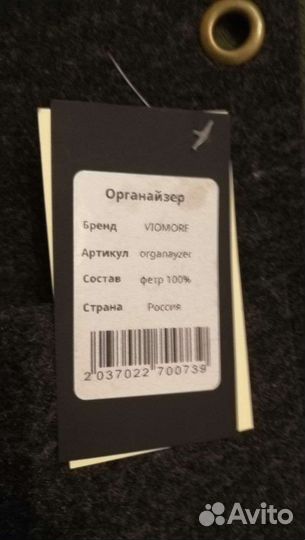 Органайзер
Бренд VIOMORE
Артикул organayzer
Состав фетр 100%
Страна Россия
2 037022 700739
Avito